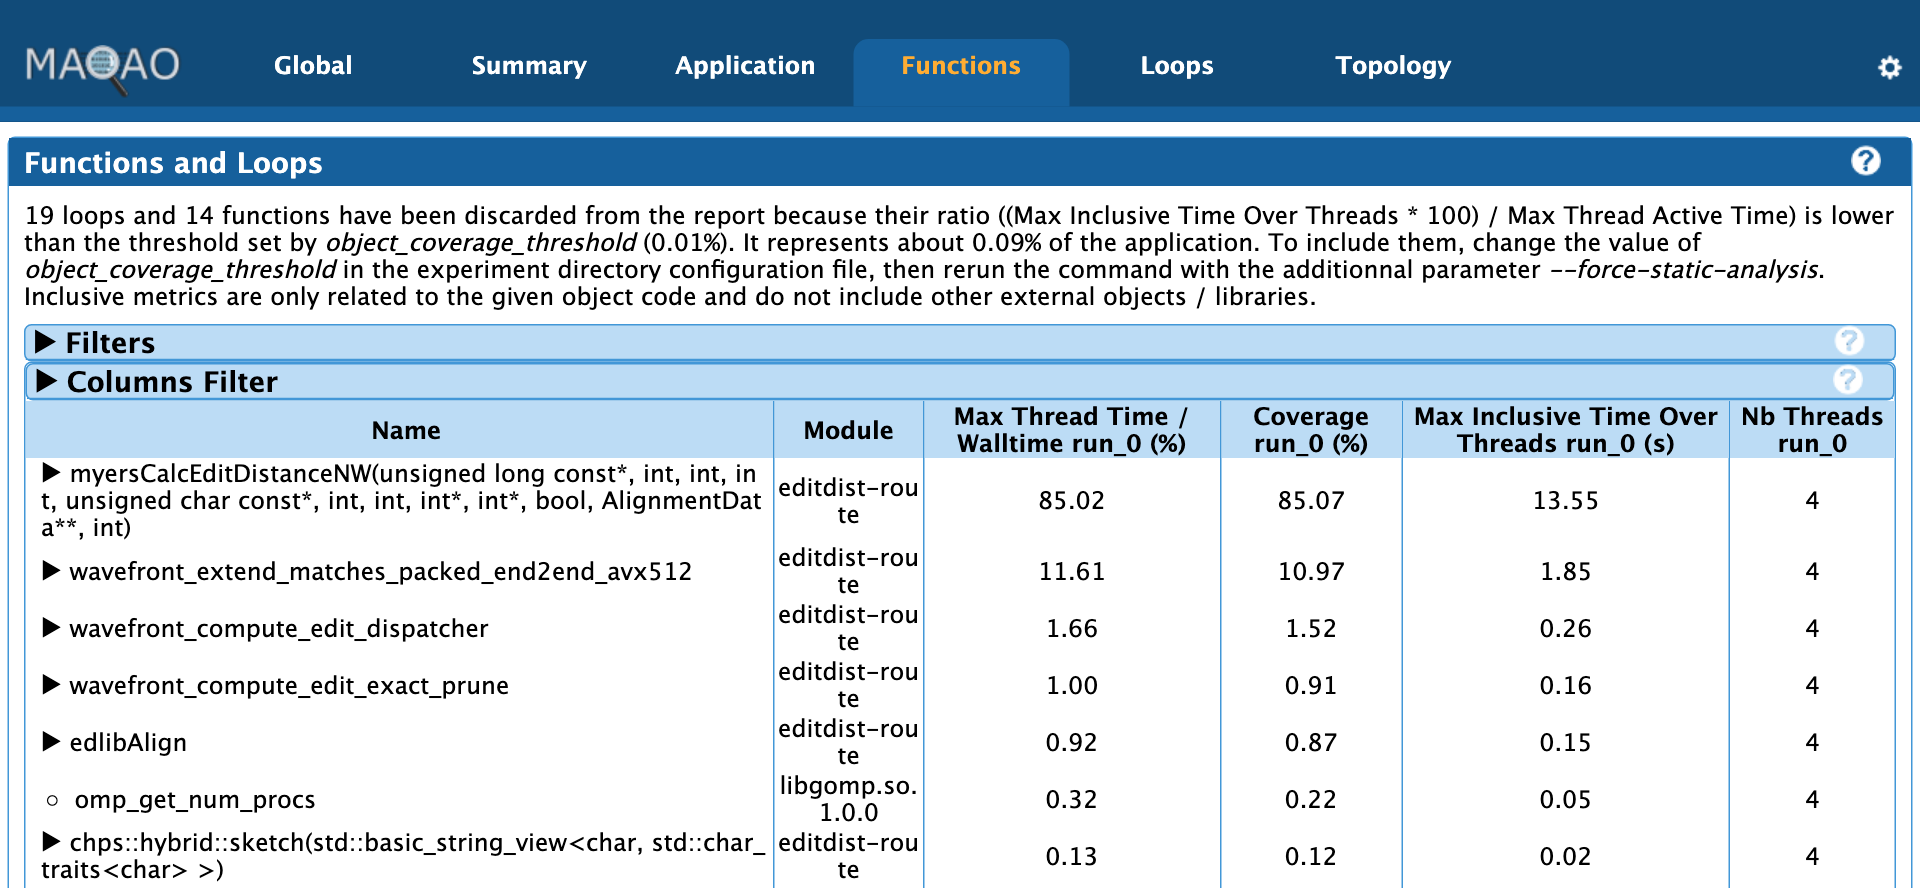 MAQAO
Global
Summary
Application
Functions
Loops
Topology
Functions and Loops
?
19 loops and 14 functions have been discarded from the report because their ratio ((Max Inclusive Time Over Threads * 100) / Max Thread Active Time) is lower
than the threshold set by object_coverage_threshold (0.01%). It represents about 0.09% of the application. To include them, change the value of
object_coverage_threshold in the experiment directory configuration file, then rerun the command with the additionnal parameter --force-static-analysis.
Inclusive metrics are only related to the given object code and do not include other external objects / libraries.
▶ Filters
?
▶ Columns Filter
?
Name
Module
Max Thread Time /
Walltime run_0 (%)
Coverage
run_0 (%)
Max Inclusive Time Over
Threads run_0 (s)
Nb Threads
run_0
▶ myersCalcEditDistanceNW(unsigned long const*, int, int, in
t, unsigned char const*, int, int, int*, int*, bool, AlignmentDat
a**, int)
editdist-rou
te
85.02
85.07
13.55
4
▶ wavefront_extend_matches_packed_end2end_avx512
editdist-rou
te
11.61
10.97
1.85
4
▶ wavefront_compute_edit_dispatcher
editdist-rou
te
1.66
1.52
0.26
4
▶ wavefront_compute_edit_exact_prune
editdist-rou
te
1.00
0.91
0.16
4
▶ edlibAlign
editdist-rou
te
0.92
0.87
0.15
4
○ omp_get_num_procs
libgomp.so.
1.0.0
0.32
0.22
0.05
4
▶ chps::hybrid::sketch(std::basic_string_view<char, std::char_
traits<char> >)
editdist-rou
te
0.13
0.12
0.02
4